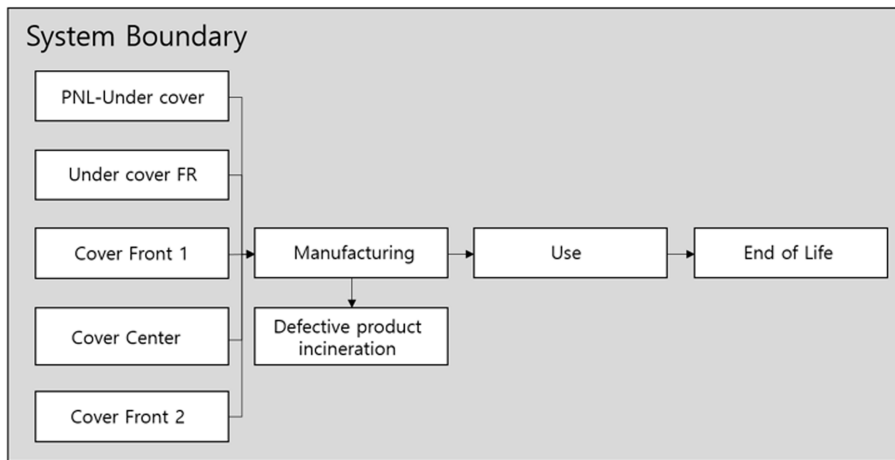 System Boundary
PNL-Under cover
Under cover FR
Cover Front 1
Manufacturing
Use
End of Life
Cover Center
Defective product
incineration
Cover Front 2